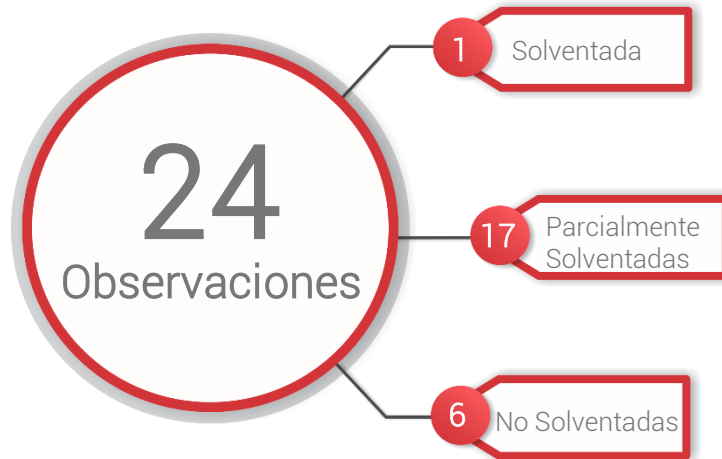 24
Observaciones
1
Solventada
17
Parcialmente
Solventadas
6
No Solventadas